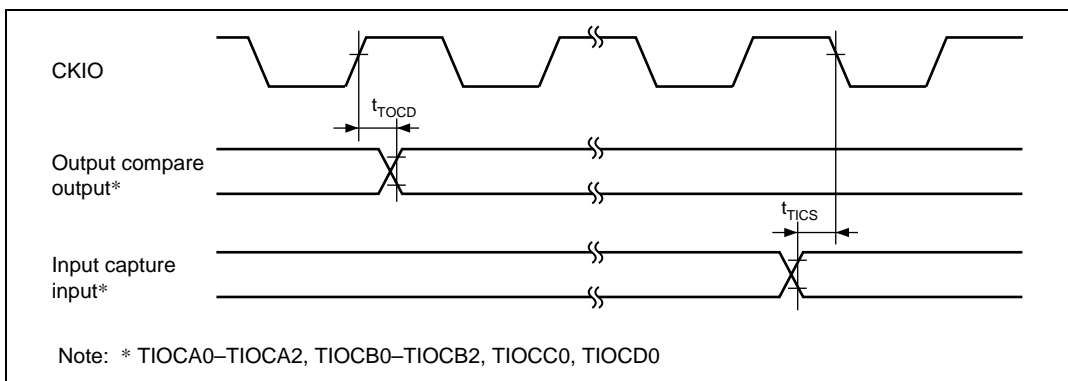 CKIO
tTOCD
Output compare
output*
tTICS
Input capture
input*
Note: * TIOCA0–TIOCA2, TIOCB0–TIOCB2, TIOCC0, TIOCD0